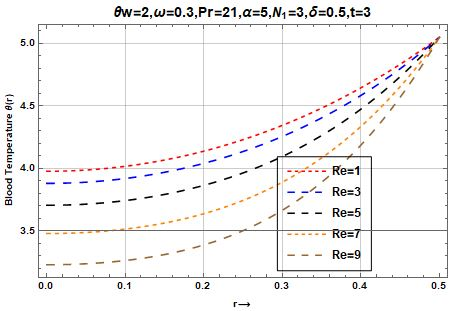 θw=2,ω=0.3,Pr=21,α=5,N₁=3,δ=0.5,t=3
Blood Temperature θ(r)
5.0
4.5
4.0
3.5
Re=1
Re=3
Re=5
Re=7
Re=9
0.0 0.1 0.2 0.3 0.4 0.5
r⟶